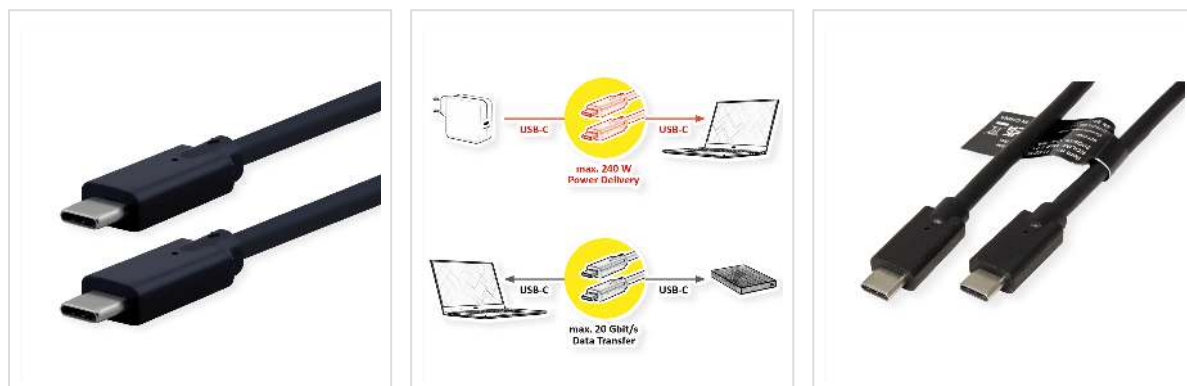 USB-C
USB-C
max. 240 W
Power Delivery
USB-C
USB-C
max. 20 Gbit/s
Data Transfer